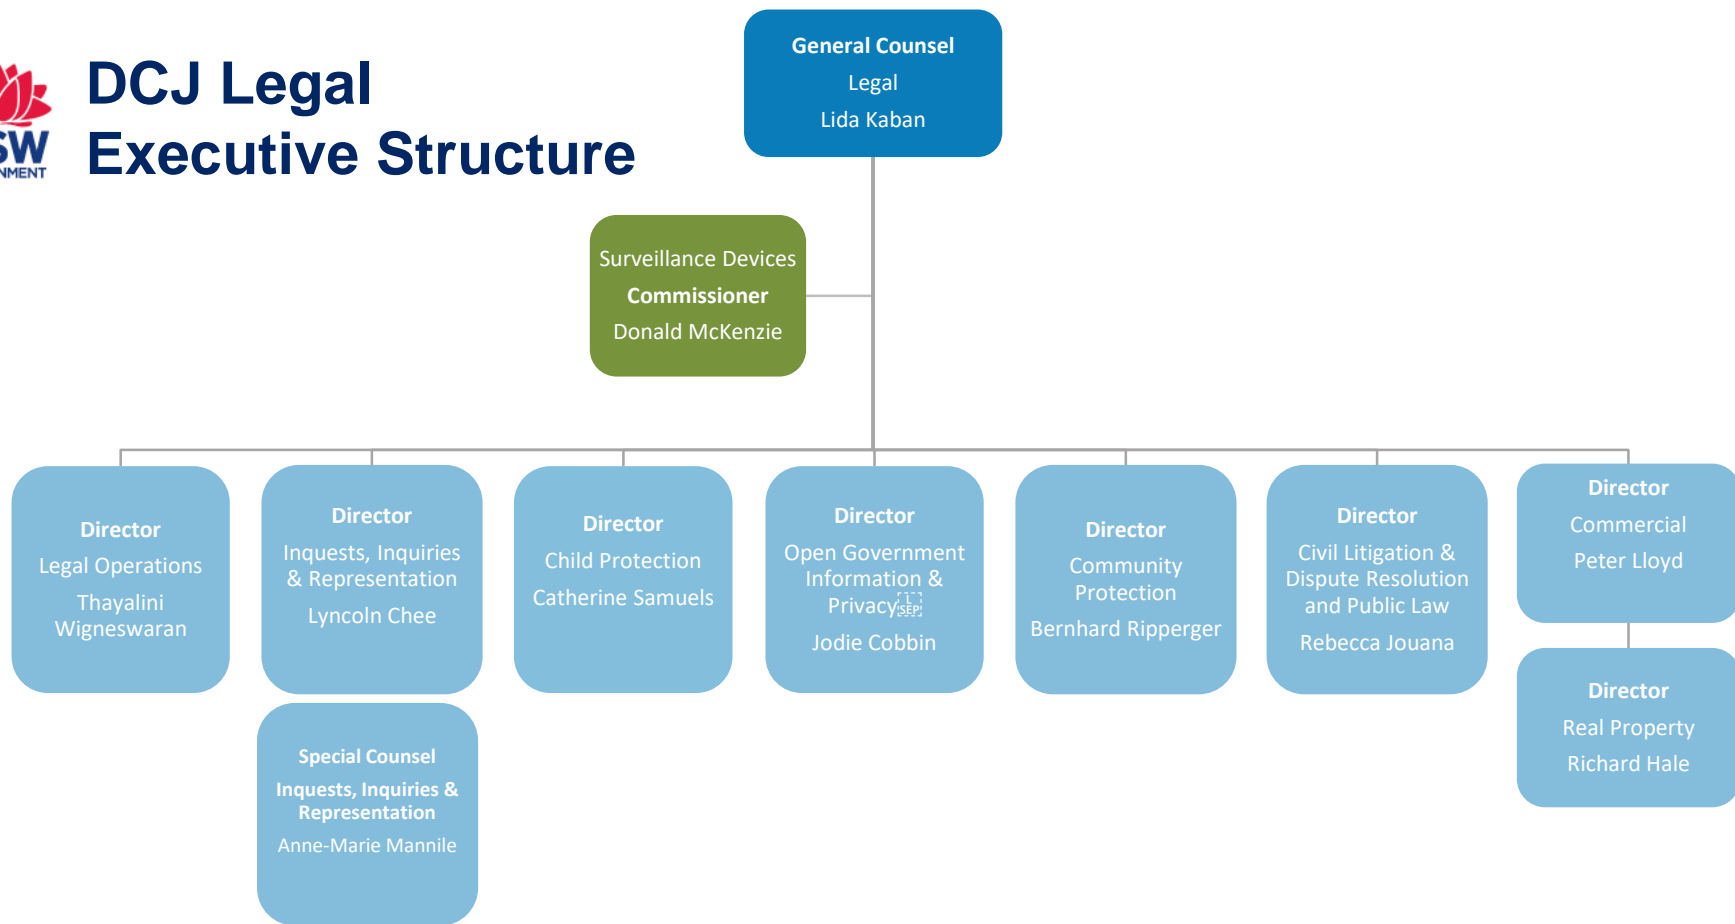 DCJ Legal
Executive Structure
SW
NMENT
General Counsel
Legal
Lida Kaban
Surveillance Devices
Commissioner
Donald McKenzie
Director
Legal Operations
Thayalini
Wigneswaran
Director
Inquests, Inquiries
& Representation
Lyncoln Chee
Director
Child Protection
Catherine Samuels
Director
Open Government
Information &
Privacy
L
SEP
Jodie Cobbin
Director
Community
Protection
Bernhard Ripperger
Director
Civil Litigation &
Dispute Resolution
and Public Law
Rebecca Jouana
Director
Commercial
Peter Lloyd
Special Counsel
Inquests, Inquiries &
Representation
Anne-Marie Mannile
Director
Real Property
Richard Hale